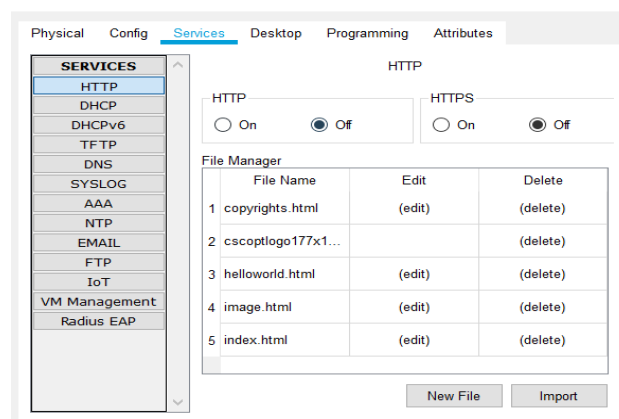 Physical Config Services Desktop Programming Attributes
SERVICES
HTTP
DHCP
DHCPv6
TFTP
DNS
SYSLOG
AAA
NTP
EMAIL
FTP
IoT
VM Management
Radius EAP
HTTP
HTTP HTTPS
On Off On Off
File Manager
File Name Edit Delete
1 copyrights.html (edit) (delete)
2 cscoptlogo177x1... (delete)
3 helloworld.html (edit) (delete)
4 image.html (edit) (delete)
5 index.html (edit) (delete)
New File Import